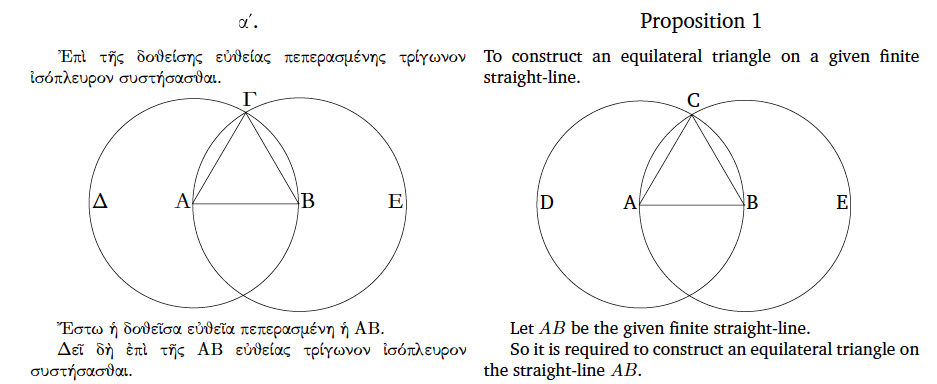 αʹ.
Ἐπὶ τῆς δοθείσης εὐθείας πεπερασμένης τρίγωνον
ἰσόπλευρον συστήσασθαι.
Γ
Δ
Α
Β
Ε
Ἔστω ἡ δοθεῖσα εὐθεῖα πεπερασμένη ἡ ΑΒ.
Δεῖ δὴ ἐπὶ τῆς ΑΒ εὐθείας τρίγωνον ἰσόπλευρον
συστήσασθαι.
Proposition 1
To construct an equilateral triangle on a given finite
straight-line.
C
D
A
B
E
Let AB be the given finite straight-line.
So it is required to construct an equilateral triangle on
the straight-line AB.